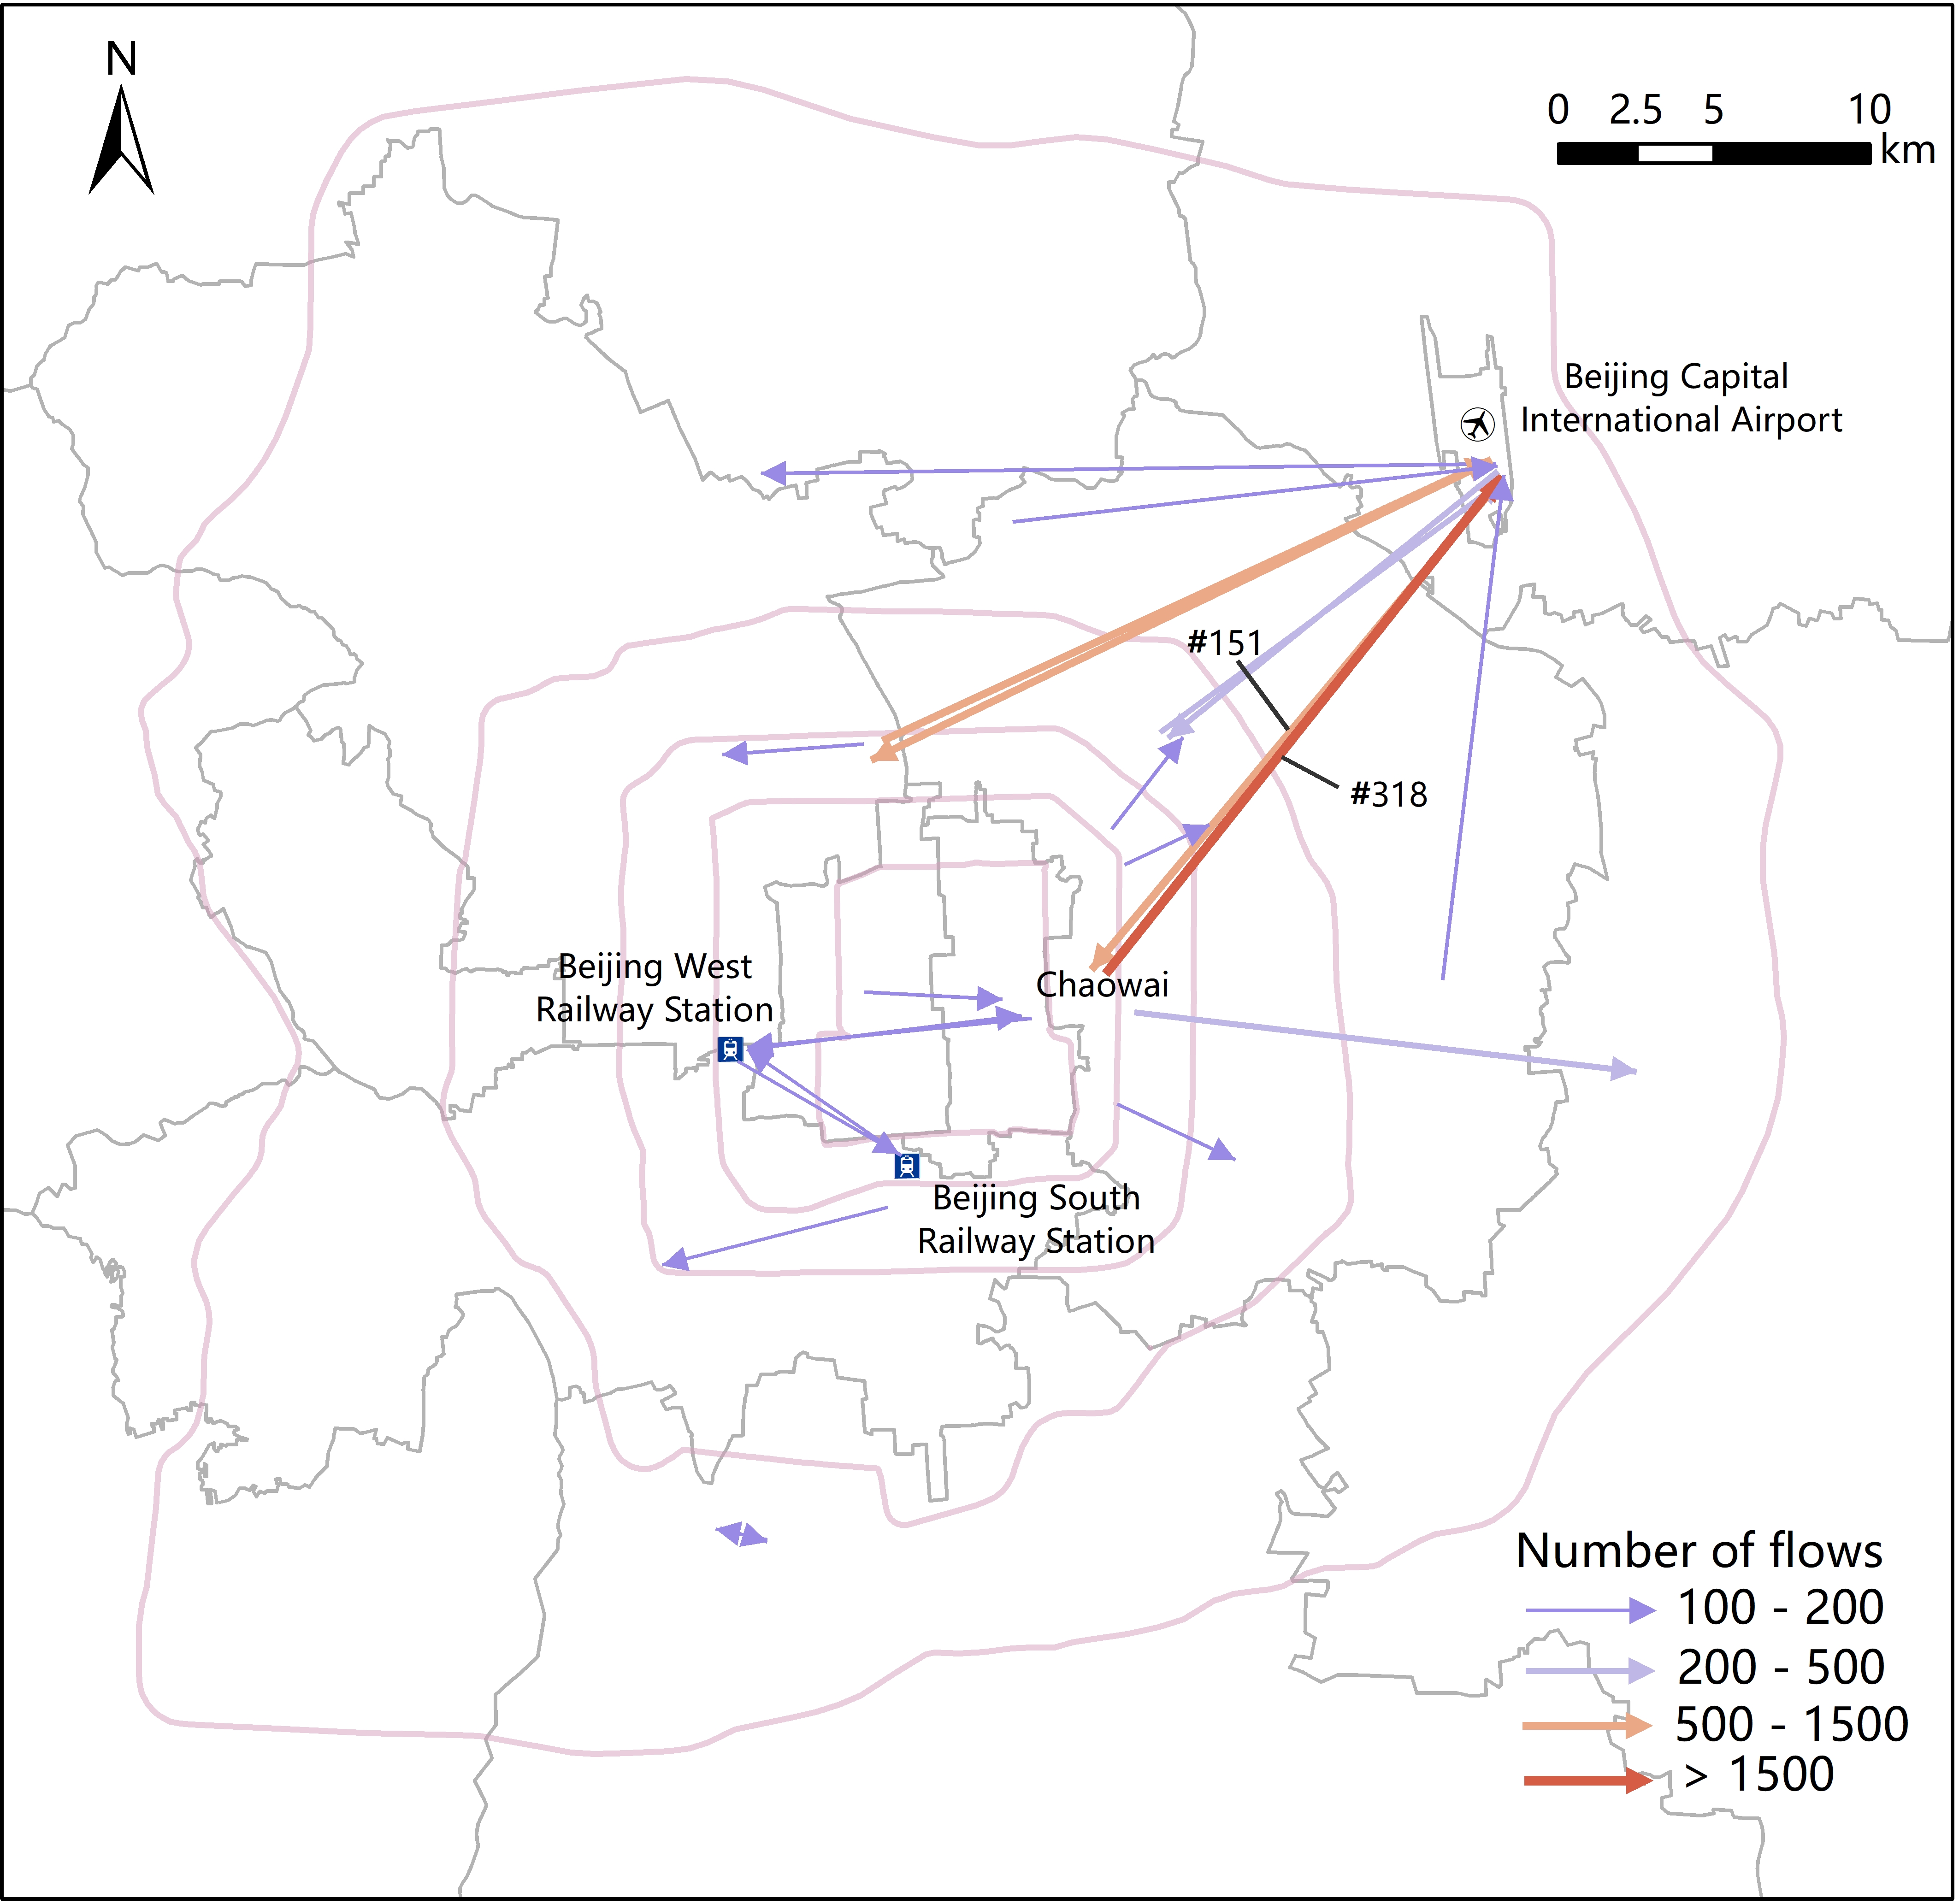 N
0 2.5 5 10
km
Beijing Capital
International Airport
#151
#318
Beijing West
Railway Station
Chaowai
Beijing South
Railway Station
Number of flows
100 - 200
200 - 500
500 - 1500
> 1500